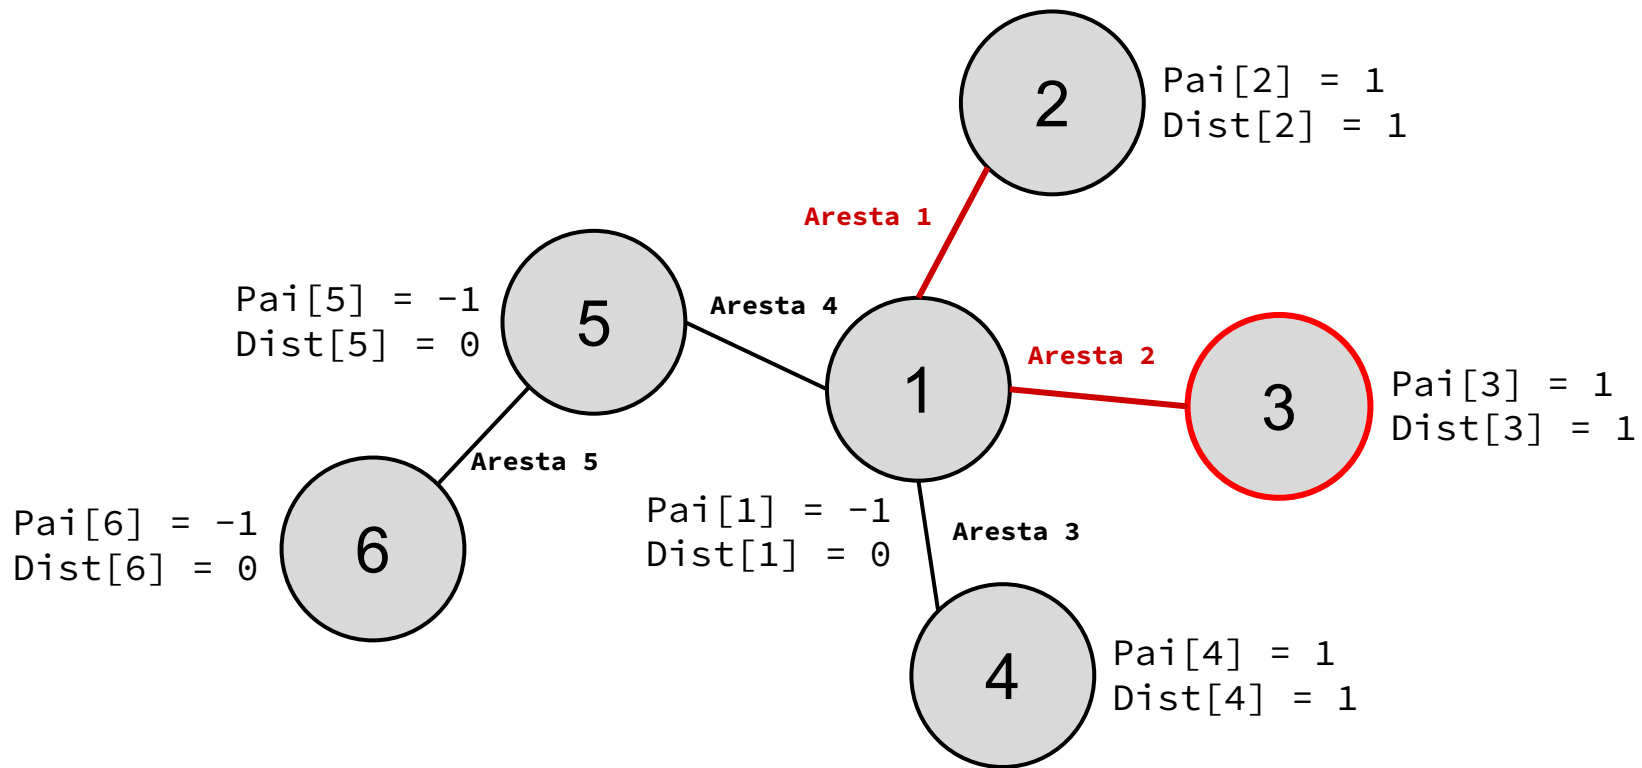 2
Pai[2] = 1
Dist[2] = 1
Aresta 1
Pai[5] = −1
Dist[5] = 0
5
Aresta 4
1
Aresta 2
3
Pai[3] = 1
Dist[3] = 1
Aresta 5
Pai[6] = −1
Dist[6] = 0
6
Pai[1] = −1
Dist[1] = 0
Aresta 3
4
Pai[4] = 1
Dist[4] = 1